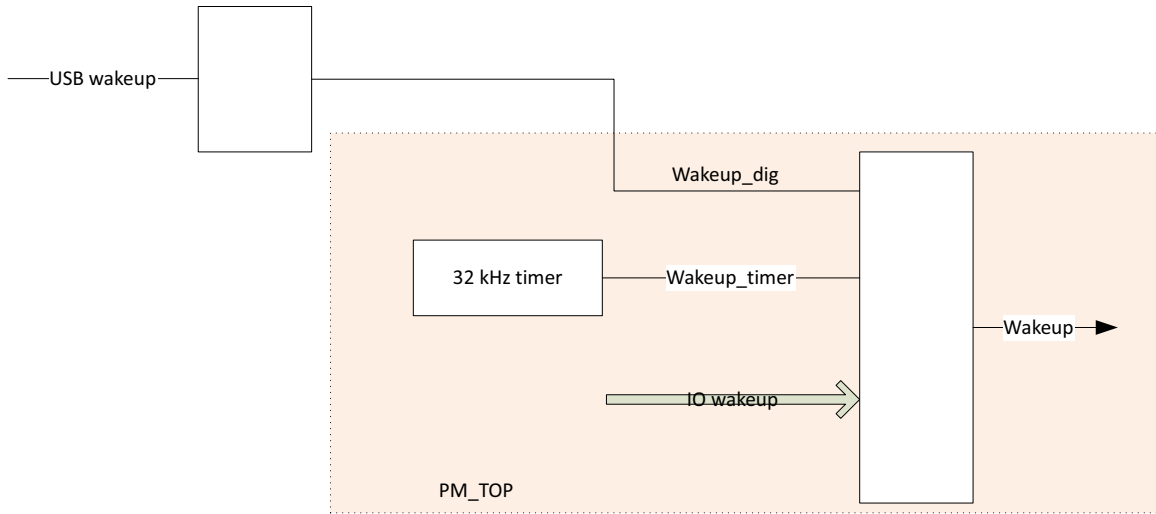 USB wakeup
Wakeup_dig
32 kHz timer
Wakeup_timer
Wakeup
IO wakeup
PM_TOP